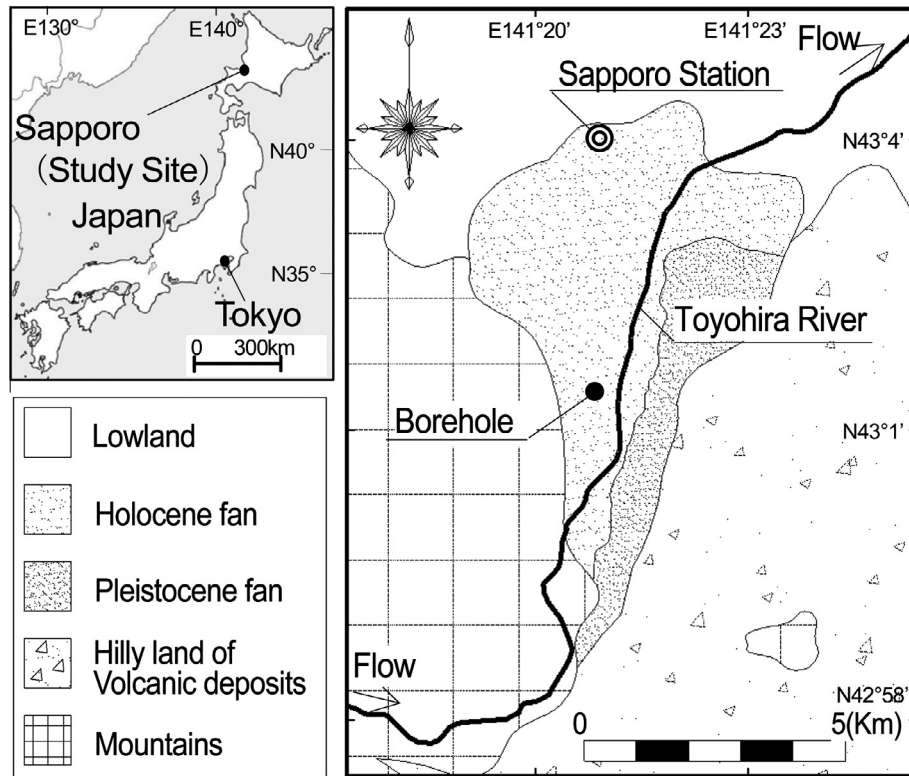 E130°
E140°
Sapporo
(Study Site)
Japan
N40°
N35°
Tokyo
0 300km
Lowland
Holocene fan
Pleistocene fan
Hilly land of
Volcanic deposits
Mountains
E141°20'
E141°23'
Flow
Sapporo Station
N43°4'
Toyohira River
Borehole
N43°1'
Flow
N42°58'
0 5(Km)